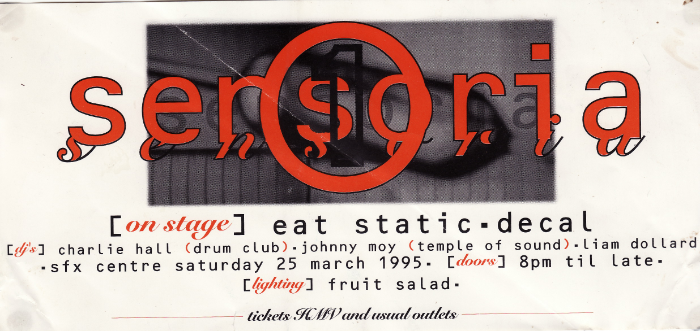 sensoria
1
sensoria
[on stage] eat static·decal
[dj's] charlie hall (drum club)·johnny moy (temple of sound)·liam dollard
·sfx centre saturday 25 march 1995·[doors] 8pm til late·
[lighting] fruit salad·
tickets HMV and usual outlets